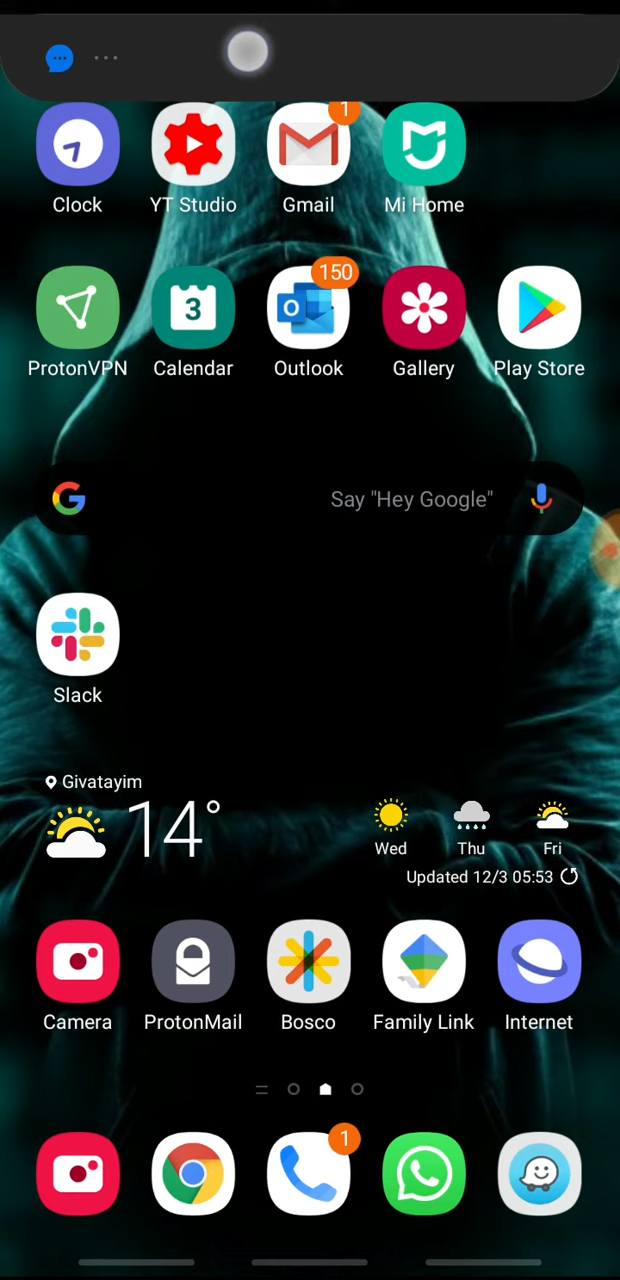 1
Clock YT Studio Gmail Mi Home
150
3
ProtonVPN Calendar Outlook Gallery Play Store
Say "Hey Google"
Slack
Givatayim
14°
Wed Thu Fri
Updated 12/3 05:53
Camera ProtonMail Bosco Family Link Internet
1